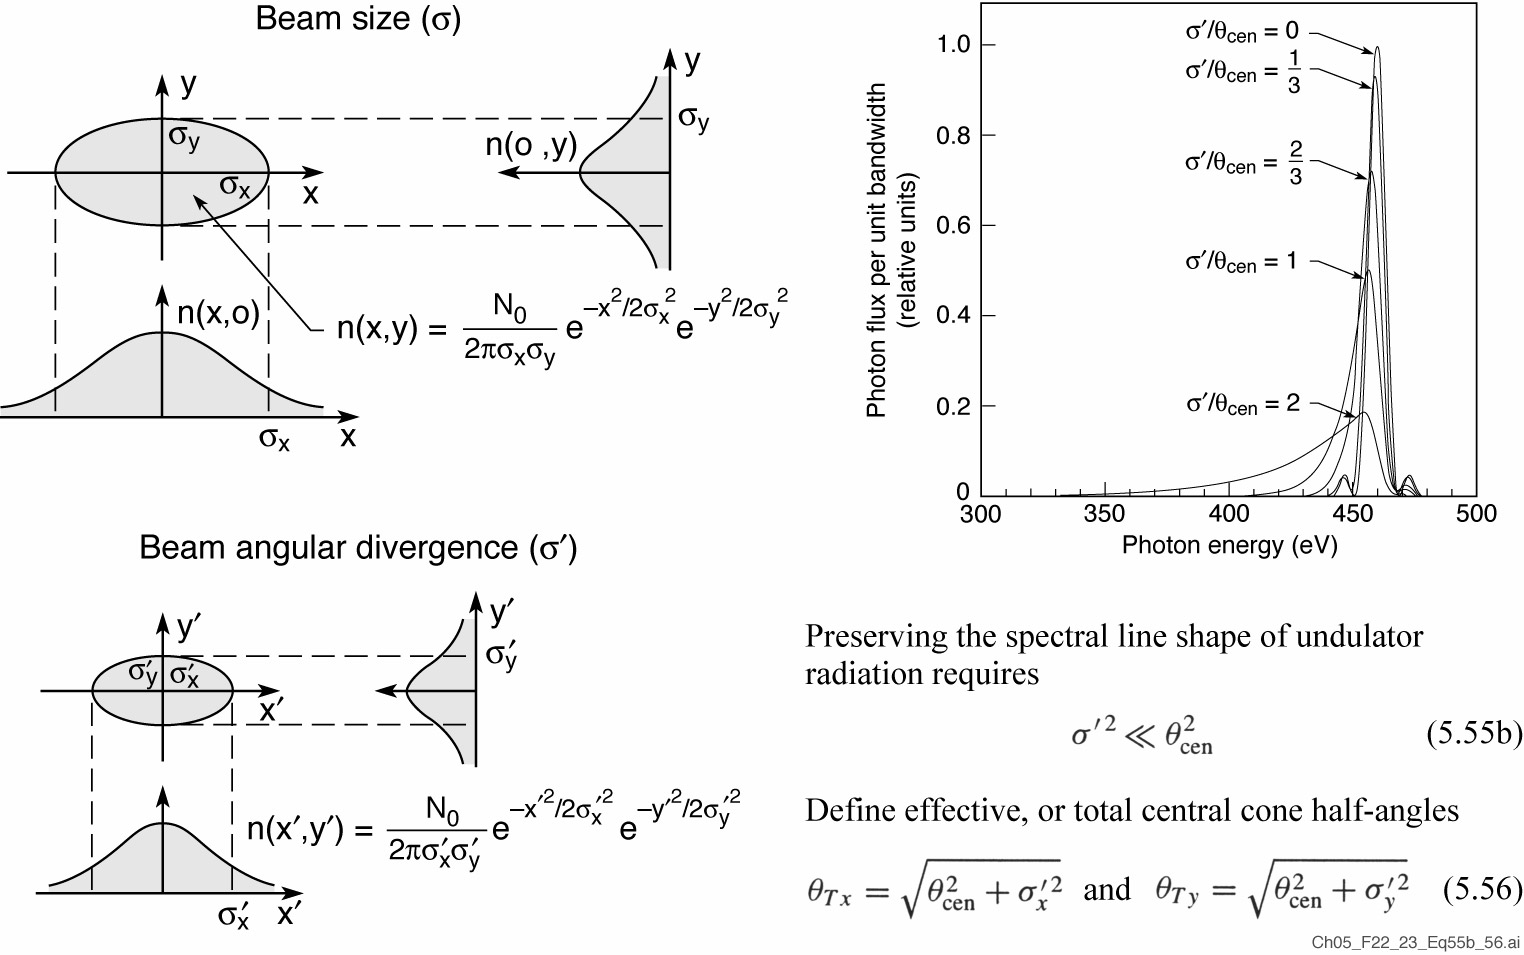 Beam size (σ)
y
σy
σx
x
n(o ,y)
y
σy
n(x,o)
n(x,y) = N₀/2πσxσy e^–x²/2σx² e^–y²/2σy²
σx
x
Beam angular divergence (σ′)
y′
σ′y
σ′x
x′
y′
σ′y
n(x′,y′) = N₀/2πσ′xσ′y e^–x′²/2σ′x² e^–y′²/2σ′y²
σ′x
x′
Photon flux per unit bandwidth
(relative units)
1.0
0.8
0.6
0.4
0.2
0
σ′/θcen = 0
σ′/θcen = 1/3
σ′/θcen = 2/3
σ′/θcen = 1
σ′/θcen = 2
300 350 400 450 500
Photon energy (eV)
Preserving the spectral line shape of undulator
radiation requires
σ′² ≪ θ²cen (5.55b)
Define effective, or total central cone half-angles
θTx = √(θ²cen + σ′x²) and θTy = √(θ²cen + σ′y²) (5.56)
Ch05_F22_23_Eq55b_56.ai